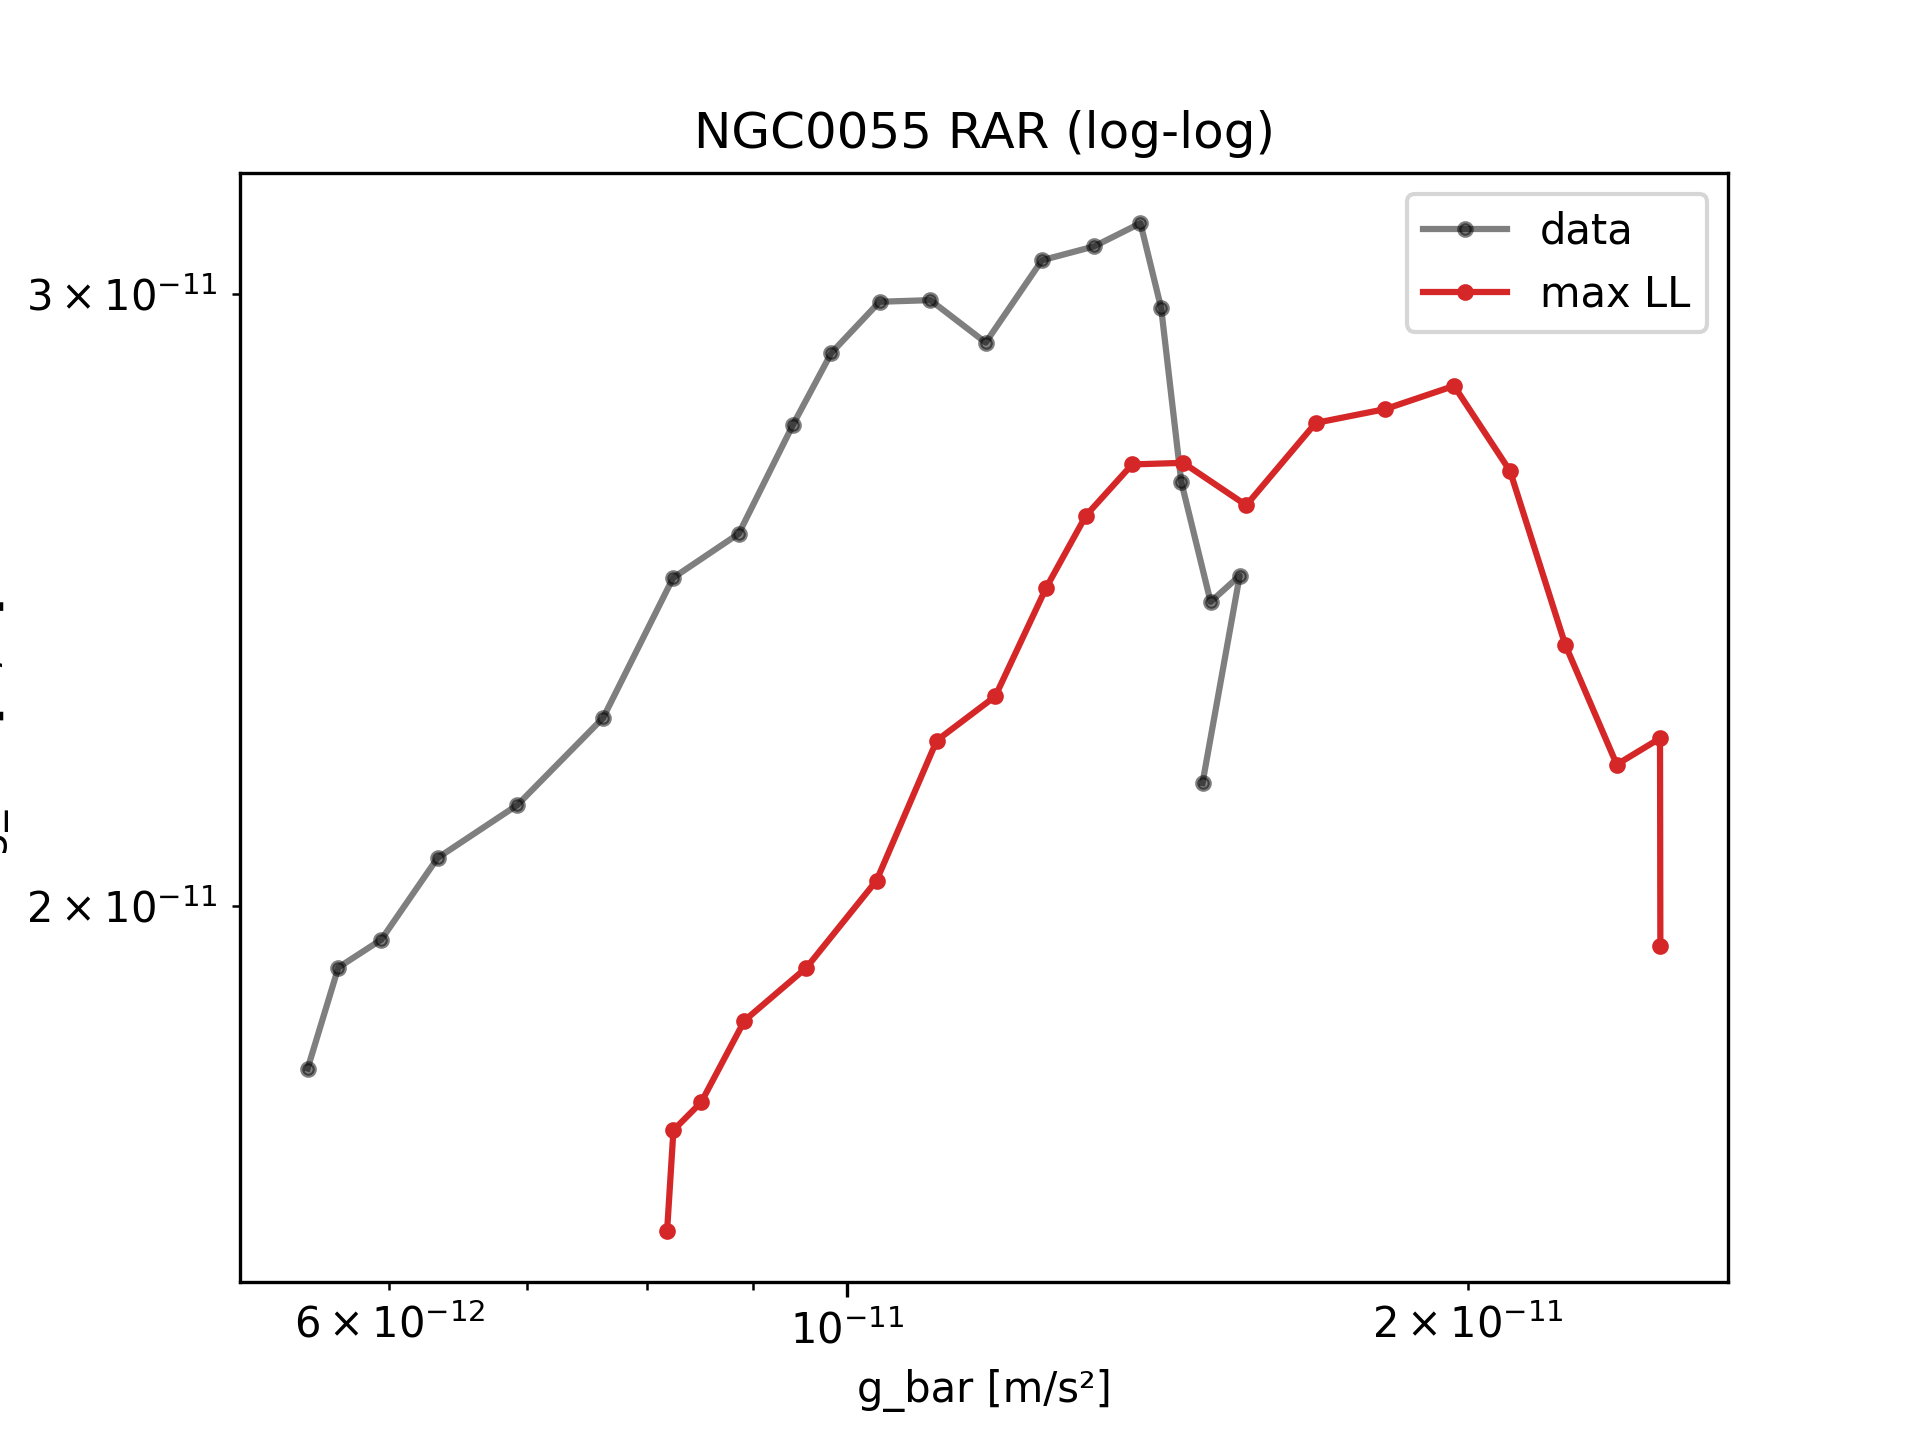 NGC0055 RAR (log-log)
data
max LL
3 × 10⁻¹¹
2 × 10⁻¹¹
6 × 10⁻¹²
10⁻¹¹
2 × 10⁻¹¹
g_bar [m/s²]